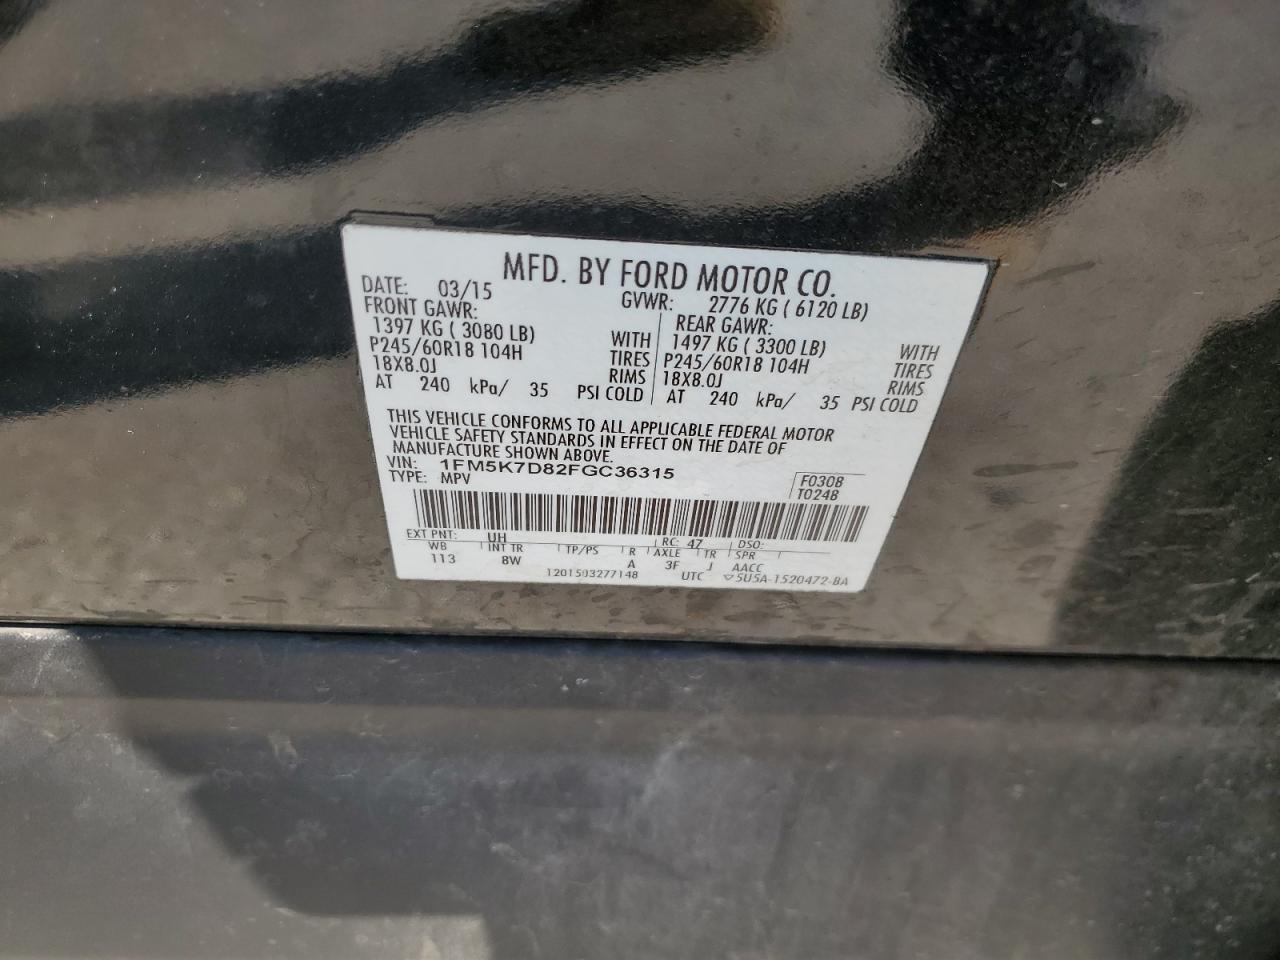 MFD. BY FORD MOTOR CO.
DATE: 03/15 GVWR: 2776 KG ( 6120 LB)
FRONT GAWR: REAR GAWR:
1397 KG ( 3080 LB) WITH 1497 KG ( 3300 LB) WITH
P245/60R18 104H TIRES P245/60R18 104H TIRES
18X8.0J RIMS 18X8.0J RIMS
AT 240 kPa/ 35 PSI COLD AT 240 kPa/ 35 PSI COLD
THIS VEHICLE CONFORMS TO ALL APPLICABLE FEDERAL MOTOR
VEHICLE SAFETY STANDARDS IN EFFECT ON THE DATE OF
MANUFACTURE SHOWN ABOVE.
VIN: 1FM5K7D82FGC36315 F030B
TYPE: MPV T024B
EXT PNT: UH RC: 47 DSO:
WB INT TR TP/PS R AXLE TR SPR
113 8W A 3F J AACC
1201503277148 UTC ▽5U5A-1520472-BA